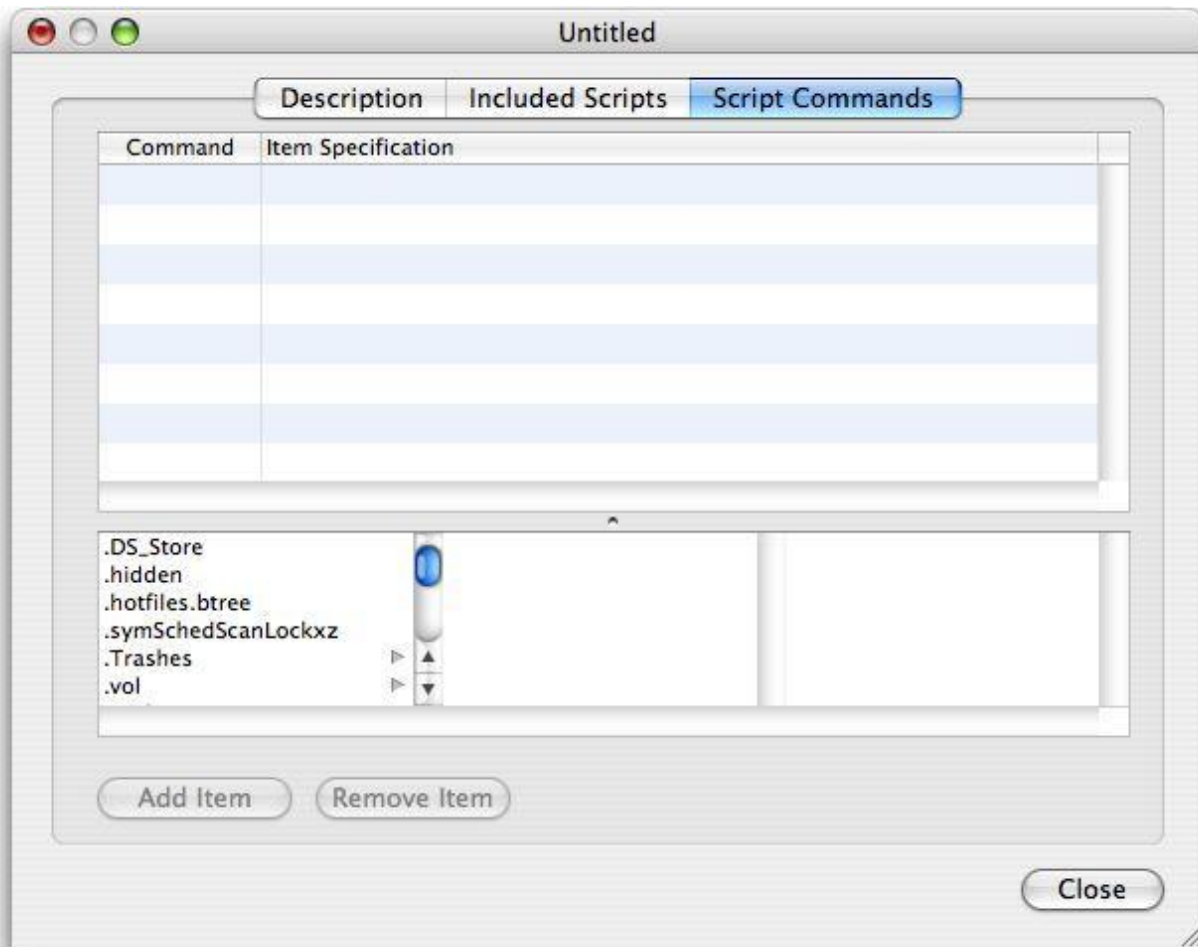 Untitled
Description Included Scripts Script Commands
Command Item Specification
.DS_Store
.hidden
.hotfiles.btree
.symSchedScanLockxz
.Trashes
.vol
Add Item Remove Item
Close